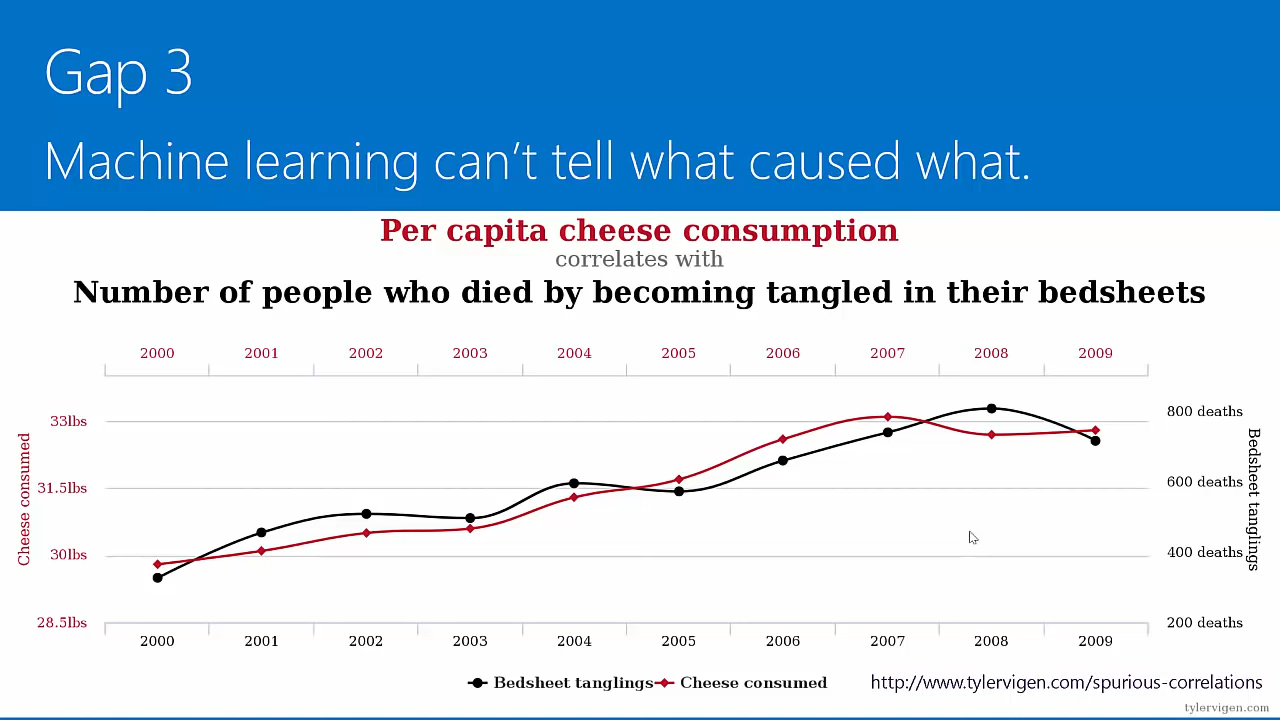 Gap 3
Machine learning can't tell what caused what.
Per capita cheese consumption
correlates with
Number of people who died by becoming tangled in their bedsheets
2000 2001 2002 2003 2004 2005 2006 2007 2008 2009
33lbs
31.5lbs
30lbs
28.5lbs
Cheese consumed
800 deaths
600 deaths
400 deaths
200 deaths
Bedsheet tanglings
2000 2001 2002 2003 2004 2005 2006 2007 2008 2009
Bedsheet tanglings Cheese consumed
http://www.tylervigen.com/spurious-correlations
tylervigen.com